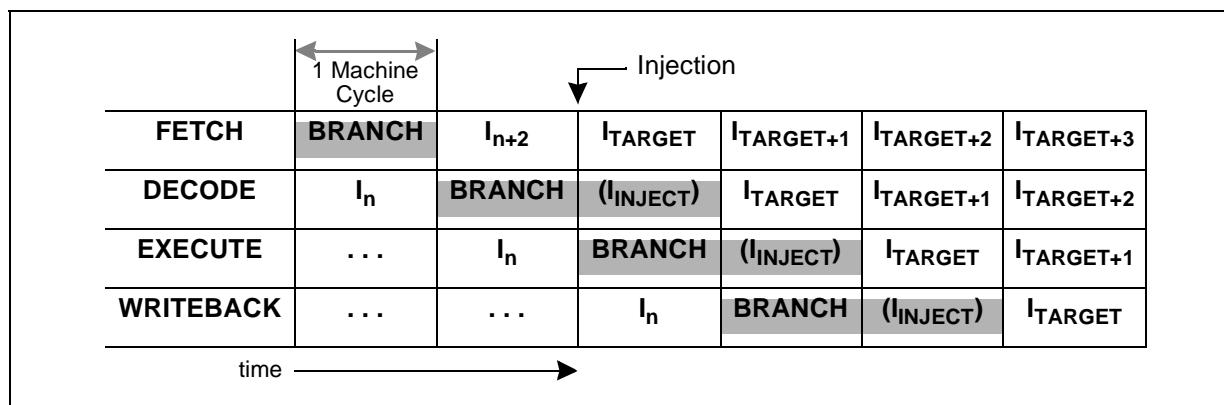 1 Machine
Cycle
Injection
FETCH BRANCH In+2 ITARGET ITARGET+1 ITARGET+2 ITARGET+3
DECODE In BRANCH (IINJECT) ITARGET ITARGET+1 ITARGET+2
EXECUTE . . . In BRANCH (IINJECT) ITARGET ITARGET+1
WRITEBACK . . . . . . In BRANCH (IINJECT) ITARGET
time